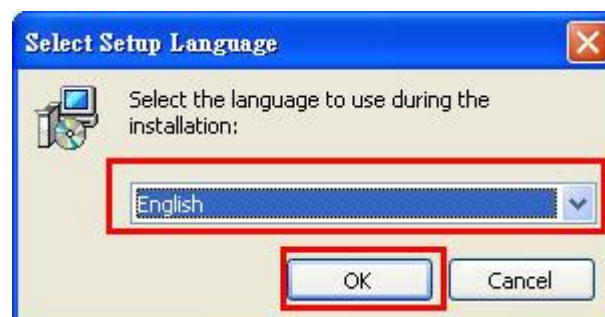 Select Setup Language
Select the language to use during the
installation:
English
OK
Cancel